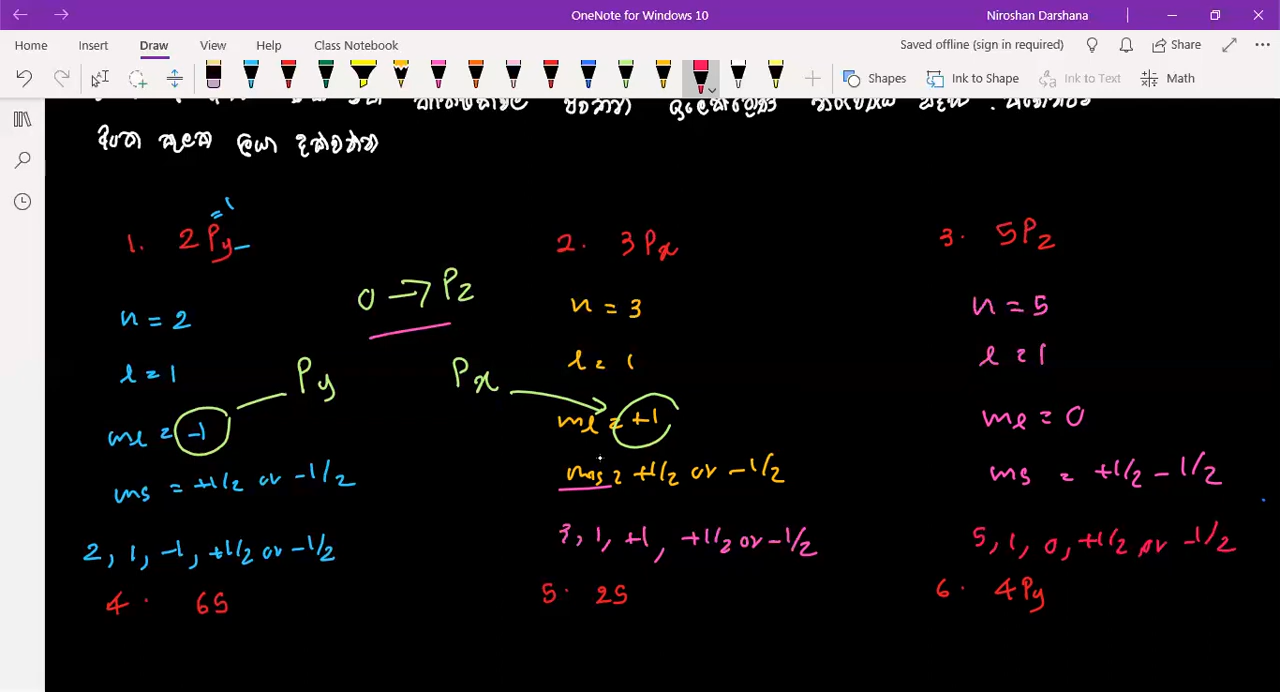 OneNote for Windows 10
Niroshan Darshana
Home Insert Draw View Help Class Notebook
Saved offline (sign in required) Share
Shapes Ink to Shape Ink to Text Math
1. 2Py =1
2. 3Px
3. 5Pz
0 → Pz
n = 2
n = 3
n = 5
l = 1
l = 1
l = 1
Py
Px
ml = -1
ml = +1
ml = 0
ms = +1/2 or -1/2
ms = +1/2 or -1/2
ms = +1/2 -1/2
2, 1, -1, +1/2 or -1/2
3, 1, +1, +1/2 or -1/2
5, 1, 0, +1/2 or -1/2
4. 6S
5. 2S
6. 4Py